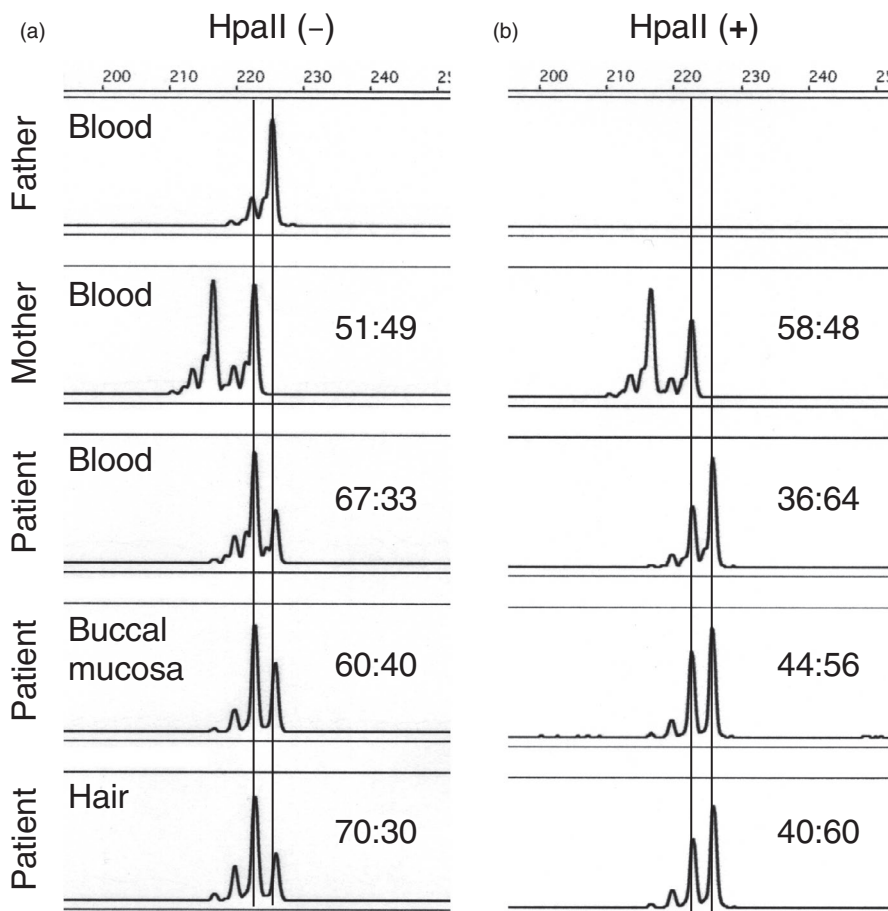 (a) HpaII (−) (b) HpaII (+)
200 210 220 230 240 200 210 220 230 240
Father Blood
Mother Blood 51:49 58:48
Patient Blood 67:33 36:64
Patient Buccal
mucosa 60:40 44:56
Patient Hair 70:30 40:60